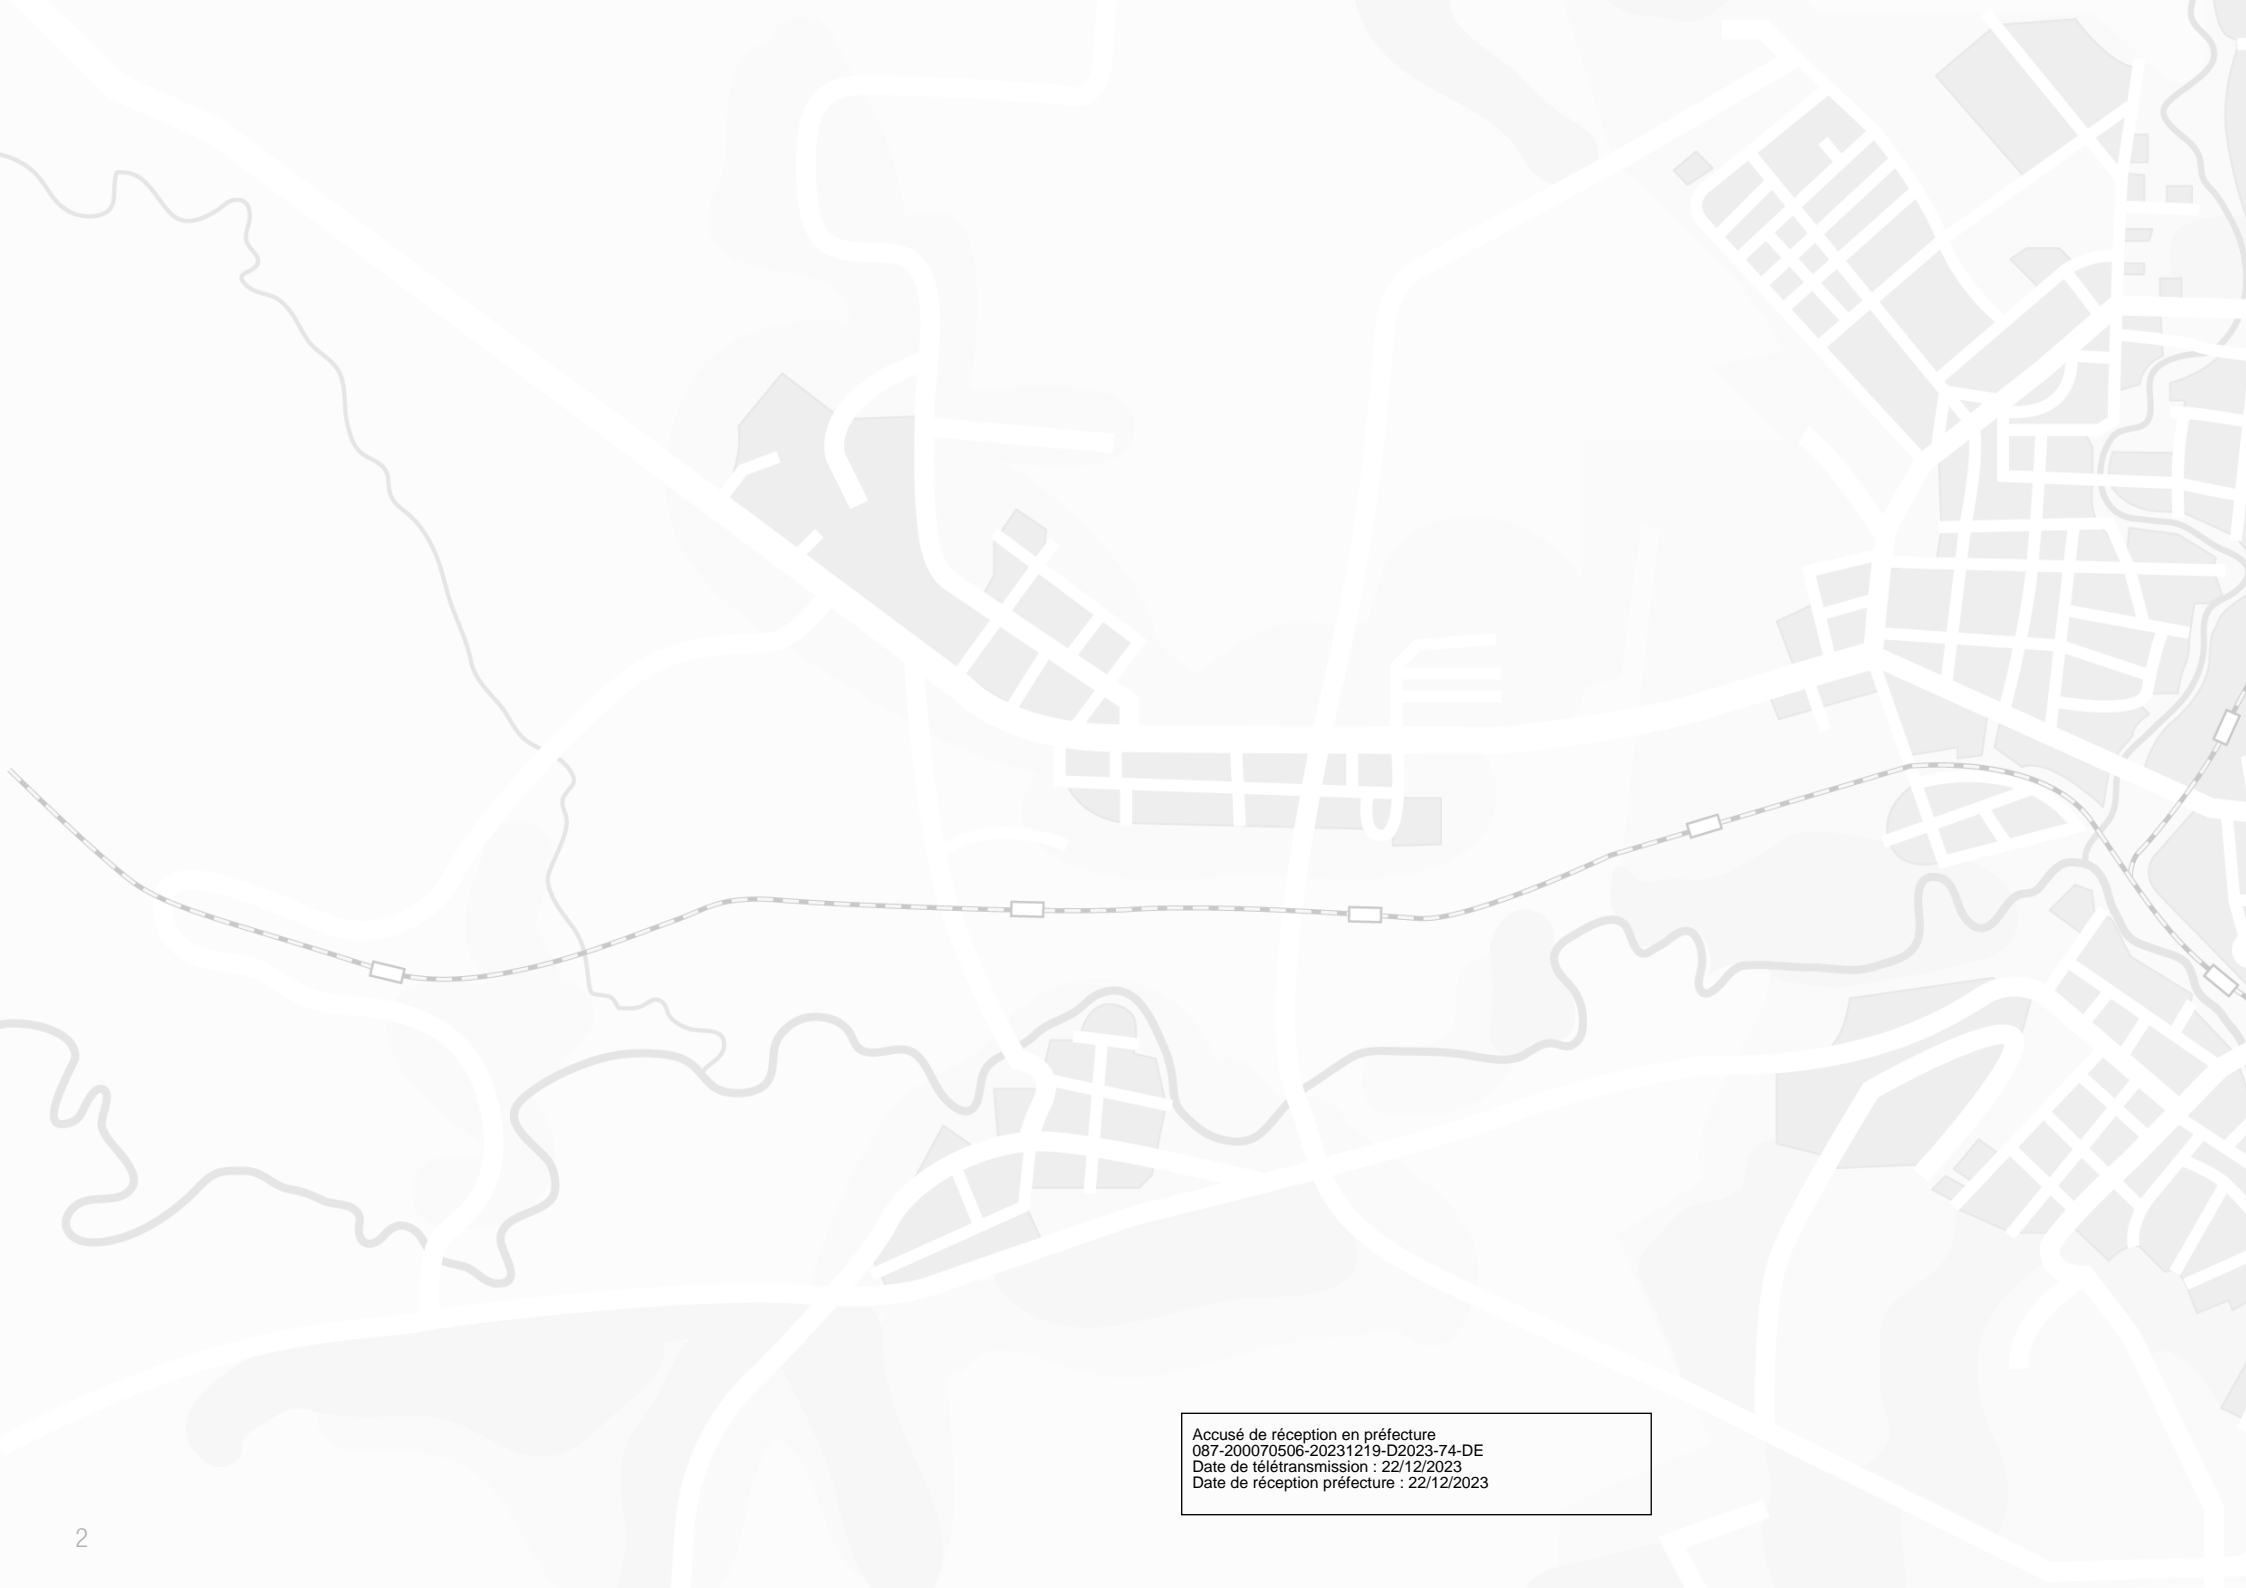 Accusé de réception en préfecture
087-200070506-20231219-D2023-74-DE
Date de télétransmission : 22/12/2023
Date de réception préfecture : 22/12/2023
2